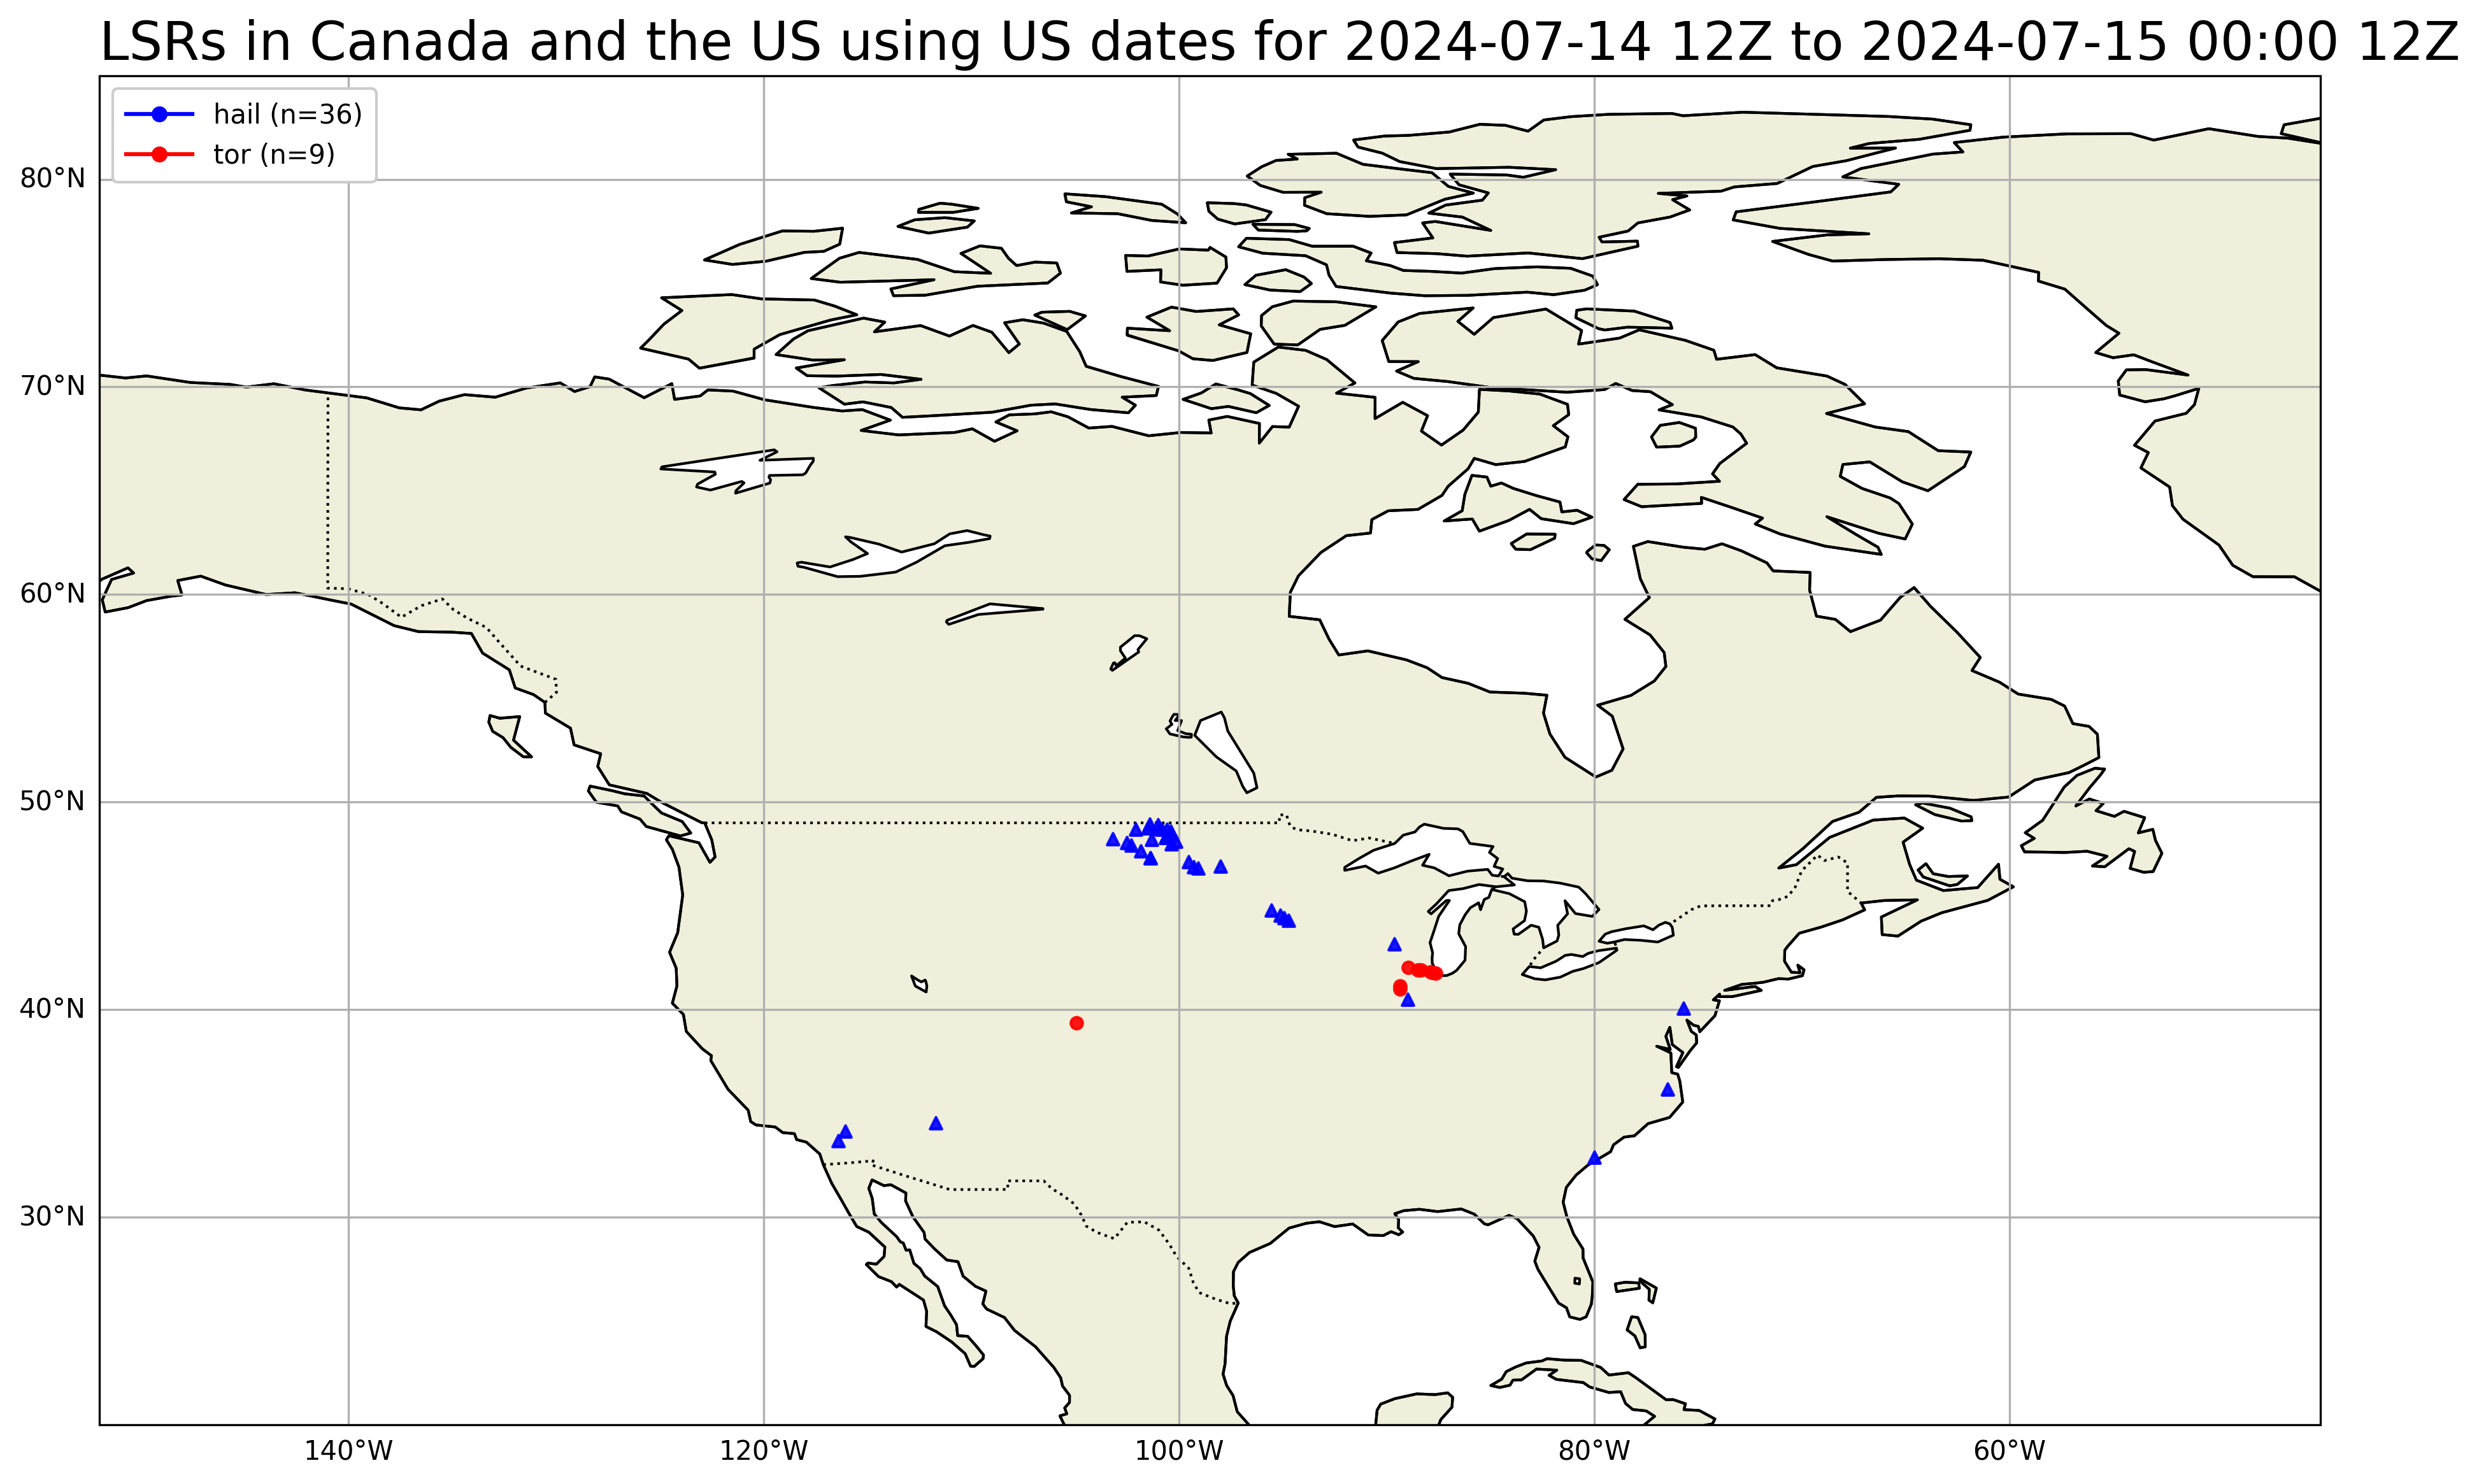 LSRs in Canada and the US using US dates for 2024-07-14 12Z to 2024-07-15 00:00 12Z
hail (n=36)
tor (n=9)
80°N
70°N
60°N
50°N
40°N
30°N
140°W 120°W 100°W 80°W 60°W